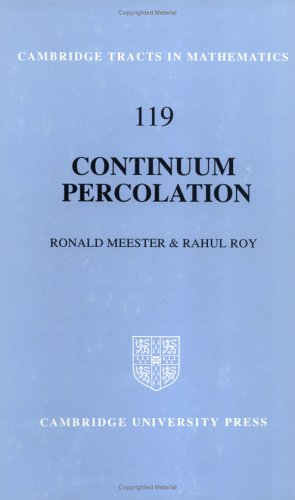 CAMBRIDGE TRACTS IN MATHEMATICS
119
CONTINUUM
PERCOLATION
RONALD MEESTER & RAHUL ROY
CAMBRIDGE UNIVERSITY PRESS